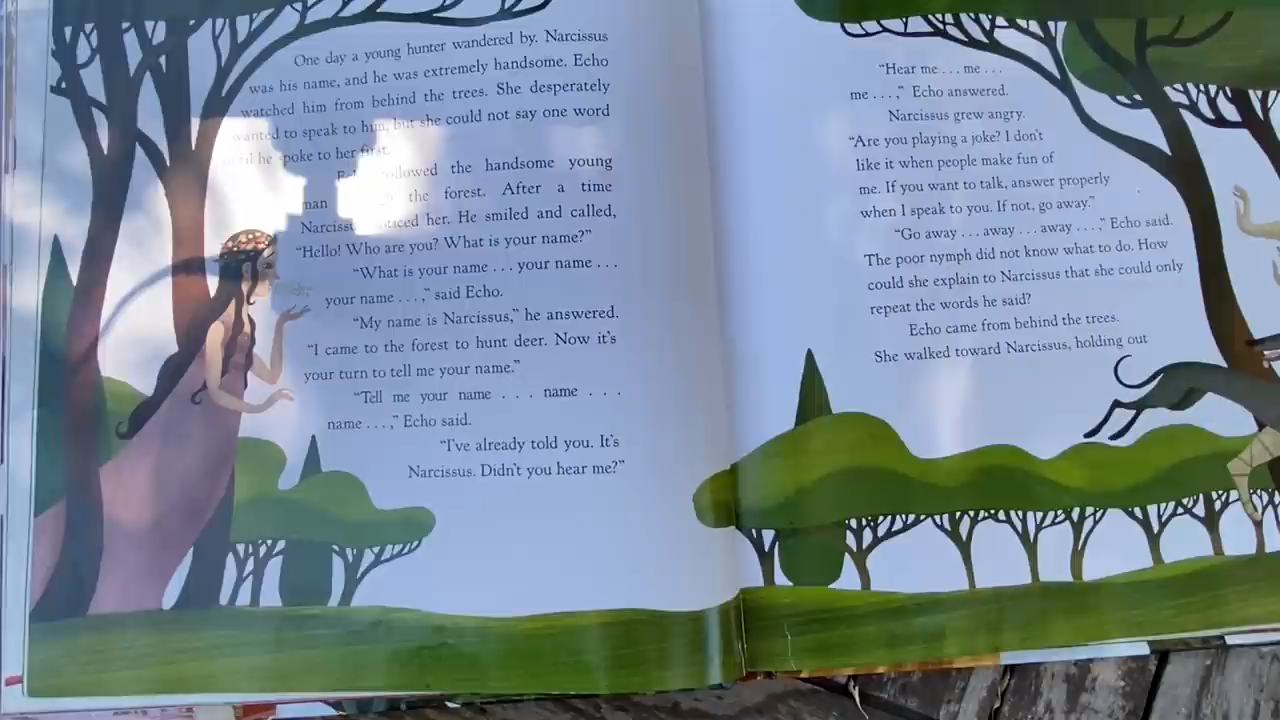 One day a young hunter wandered by. Narcissus
was his name, and he was extremely handsome. Echo
watched him from behind the trees. She desperately
wanted to speak to him, but she could not say one word
he spoke to her first.
followed the handsome young
man the forest. After a time
noticed her. He smiled and called,
“Hello! Who are you? What is your name?”
“What is your name . . . your name . . .
your name . . . ,” said Echo.
“My name is Narcissus,” he answered.
“I came to the forest to hunt deer. Now it’s
your turn to tell me your name.”
“Tell me your name . . . name . . .
name . . . ,” Echo said.
“I’ve already told you. It’s
Narcissus. Didn’t you hear me?”
“Hear me . . . me . . .
me . . . ,” Echo answered.
Narcissus grew angry.
“Are you playing a joke? I don’t
like it when people make fun of
me. If you want to talk, answer properly
when I speak to you. If not, go away.”
“Go away . . . away . . . away . . . ,” Echo said.
The poor nymph did not know what to do. How
could she explain to Narcissus that she could only
repeat the words he said?
Echo came from behind the trees.
She walked toward Narcissus, holding out